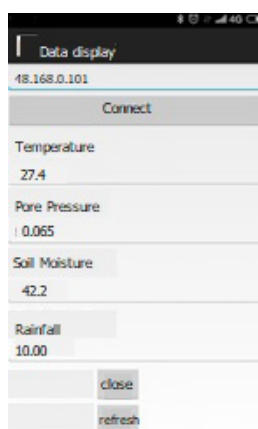 4G
Data display
48.168.0.101
Connect
Temperature
27.4
Pore Pressure
0.065
Soil Moisture
42.2
Rainfall
10.00
close
refresh